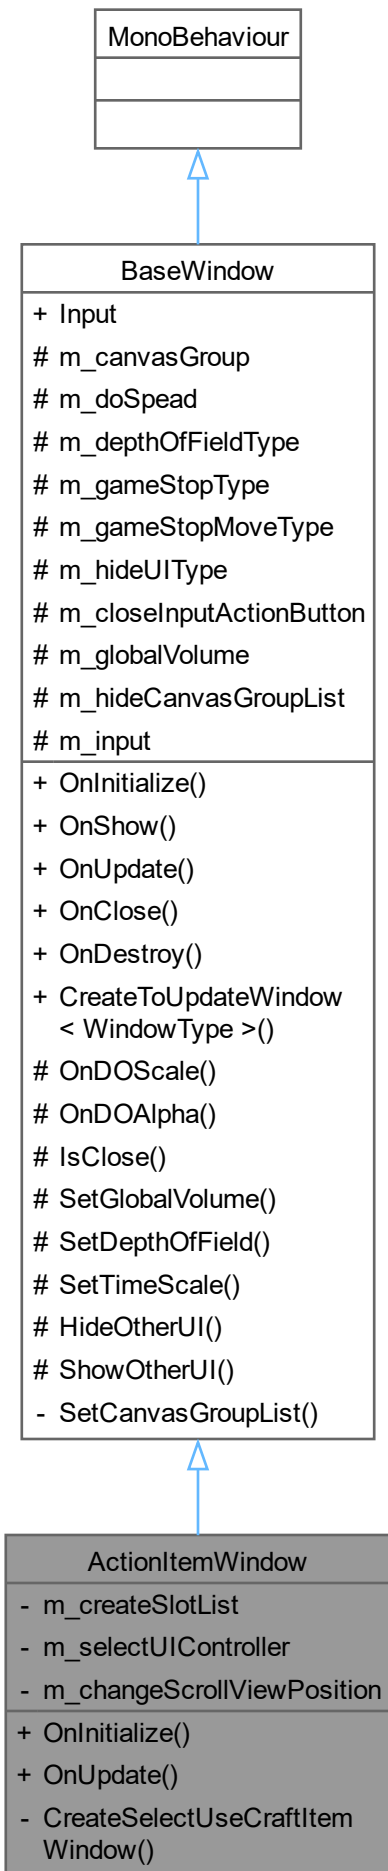 MonoBehaviour
BaseWindow
+ Input
# m_canvasGroup
# m_doSpead
# m_depthOfFieldType
# m_gameStopType
# m_gameStopMoveType
# m_hideUIType
# m_closeInputActionButton
# m_globalVolume
# m_hideCanvasGroupList
# m_input
+ OnInitialize()
+ OnShow()
+ OnUpdate()
+ OnClose()
+ OnDestroy()
+ CreateToUpdateWindow
< WindowType >()
# OnDOScale()
# OnDOAlpha()
# IsClose()
# SetGlobalVolume()
# SetDepthOfField()
# SetTimeScale()
# HideOtherUI()
# ShowOtherUI()
- SetCanvasGroupList()
ActionItemWindow
- m_createSlotList
- m_selectUIController
- m_changeScrollViewPosition
+ OnInitialize()
+ OnUpdate()
- CreateSelectUseCraftItem
Window()